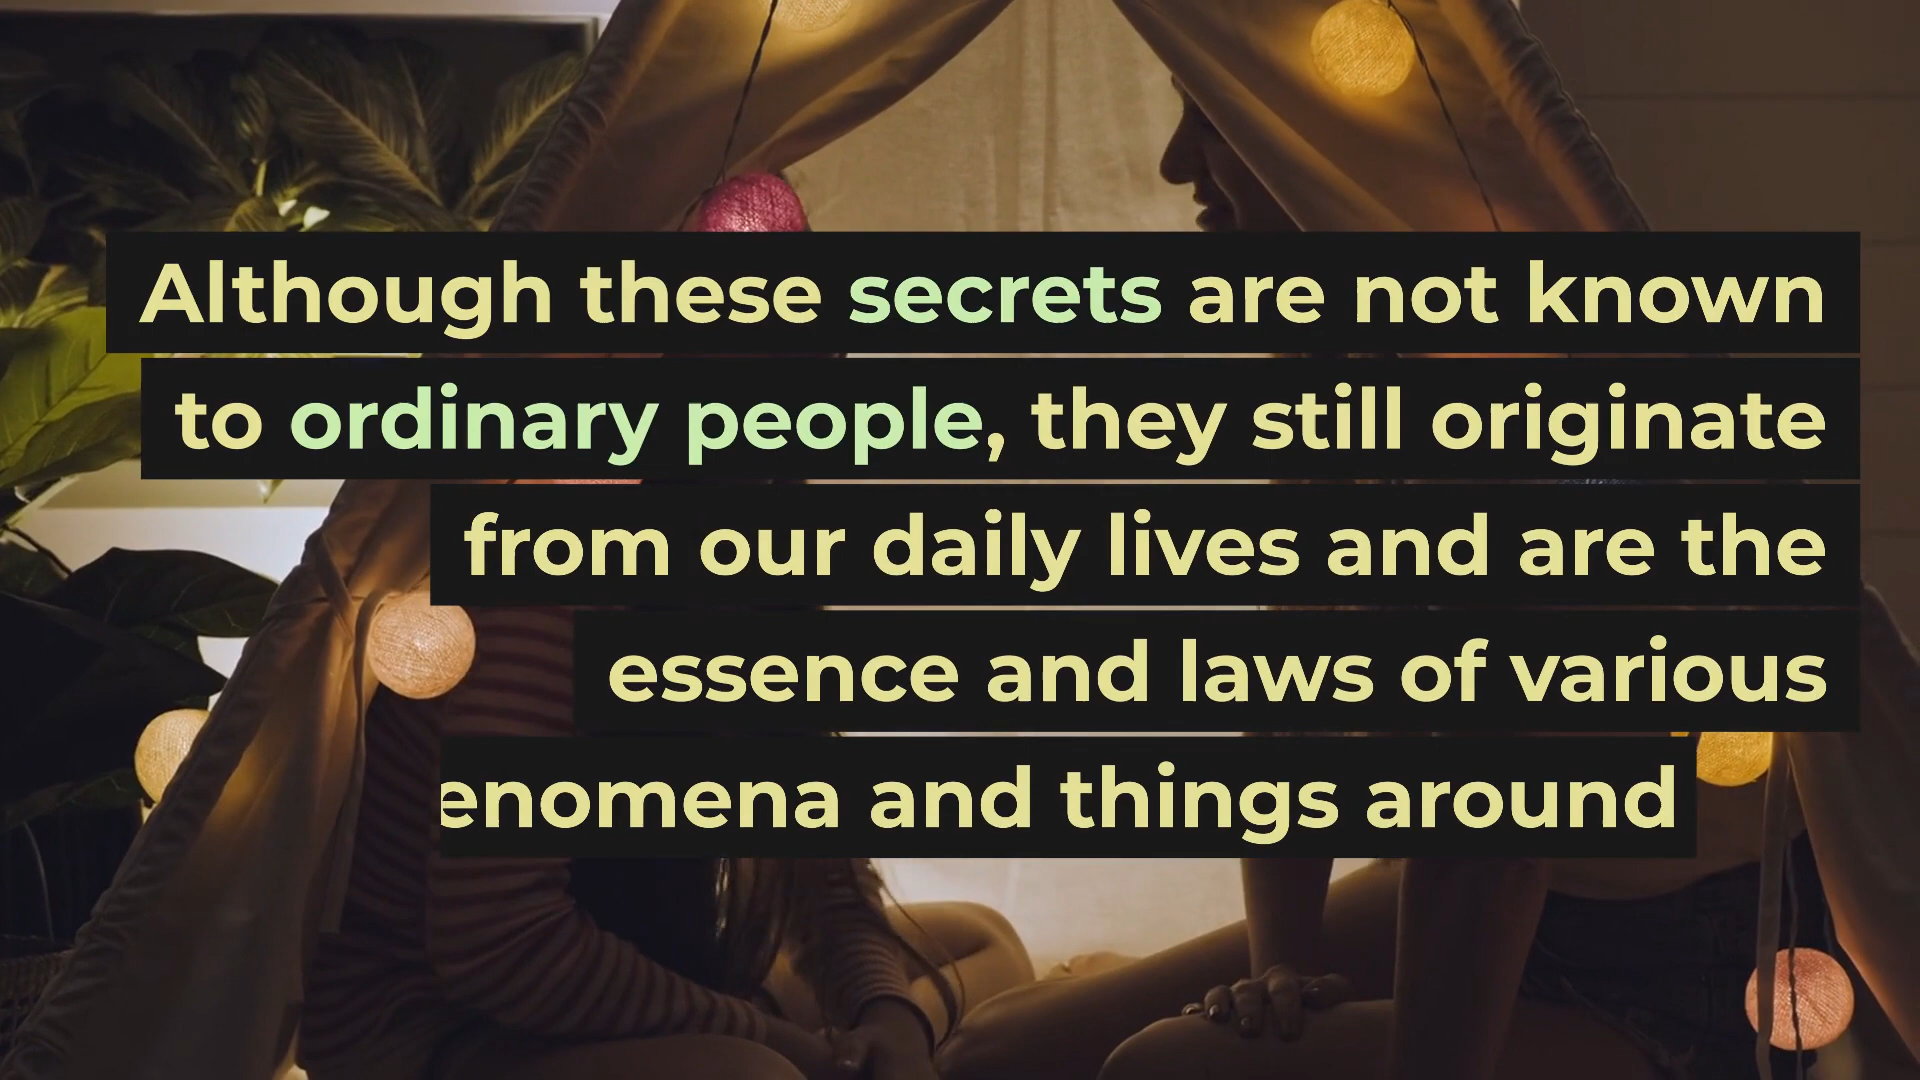 Although these secrets are not known
to ordinary people, they still originate
from our daily lives and are the
essence and laws of various
enomena and things around